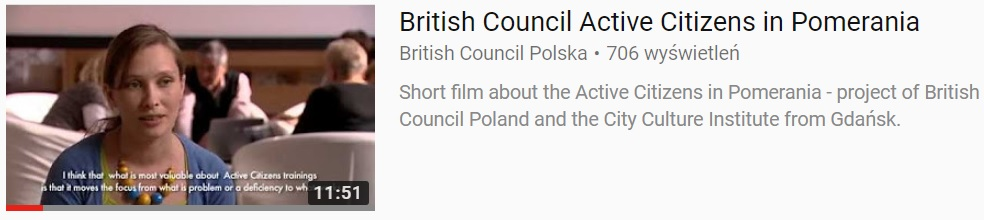 British Council Active Citizens in Pomerania
British Council Polska • 706 wyświetleń
Short film about the Active Citizens in Pomerania - project of British
Council Poland and the City Culture Institute from Gdańsk.
I think that what is most valuable about Active Citizens trainings
is that it moves the focus from what is problem or a deficiency to
11:51